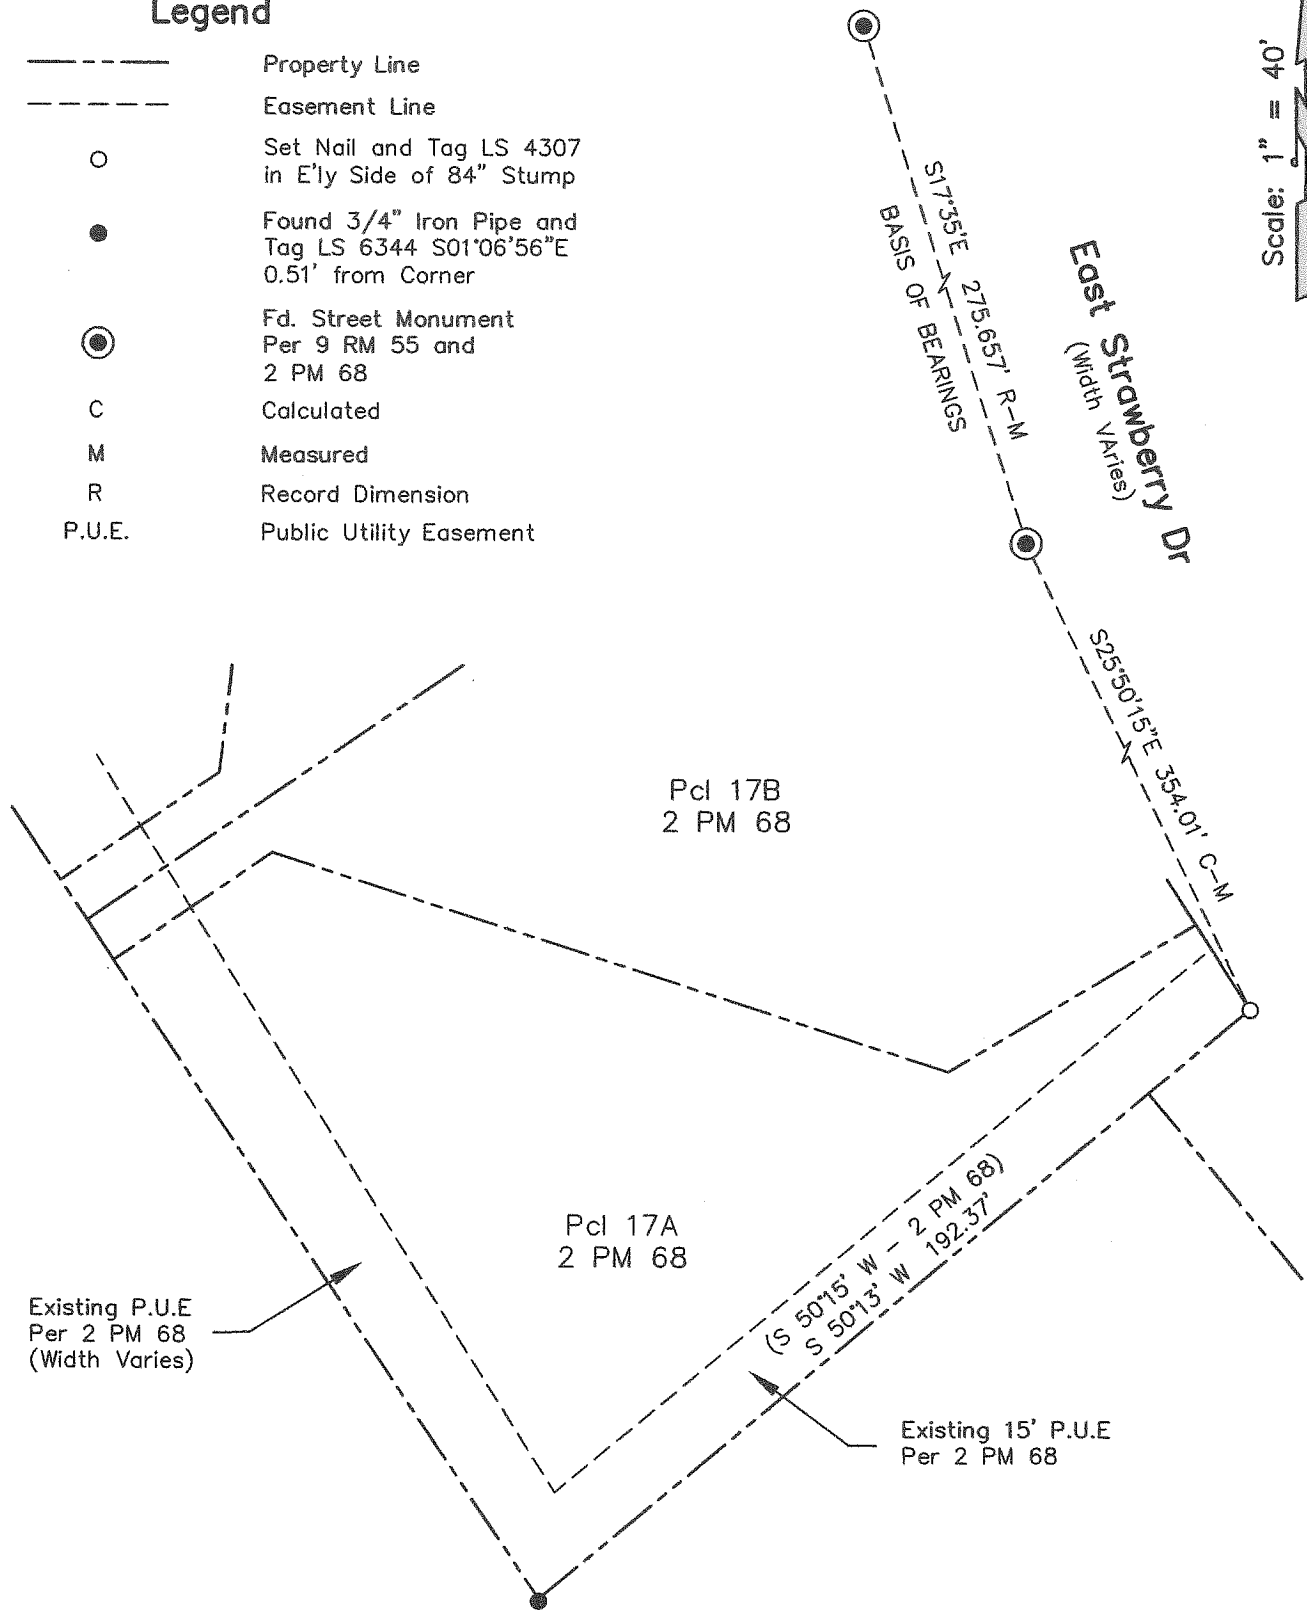 Legend
Property Line
Easement Line
Set Nail and Tag LS 4307
in E'ly Side of 84" Stump
Found 3/4" Iron Pipe and
Tag LS 6344 S01°06'56"E
0.51' from Corner
Fd. Street Monument
Per 9 RM 55 and
2 PM 68
C Calculated
M Measured
R Record Dimension
P.U.E. Public Utility Easement
Scale: 1" = 40'
S17°35'E 275.657' R-M
BASIS OF BEARINGS
East Strawberry Dr
(Width VAries)
S25°50'15"E 354.01' C-M
Pcl 17B
2 PM 68
Pcl 17A
2 PM 68
(S 50°15' W - 2 PM 68)
S 50°13' W 192.37'
Existing P.U.E
Per 2 PM 68
(Width Varies)
Existing 15' P.U.E
Per 2 PM 68